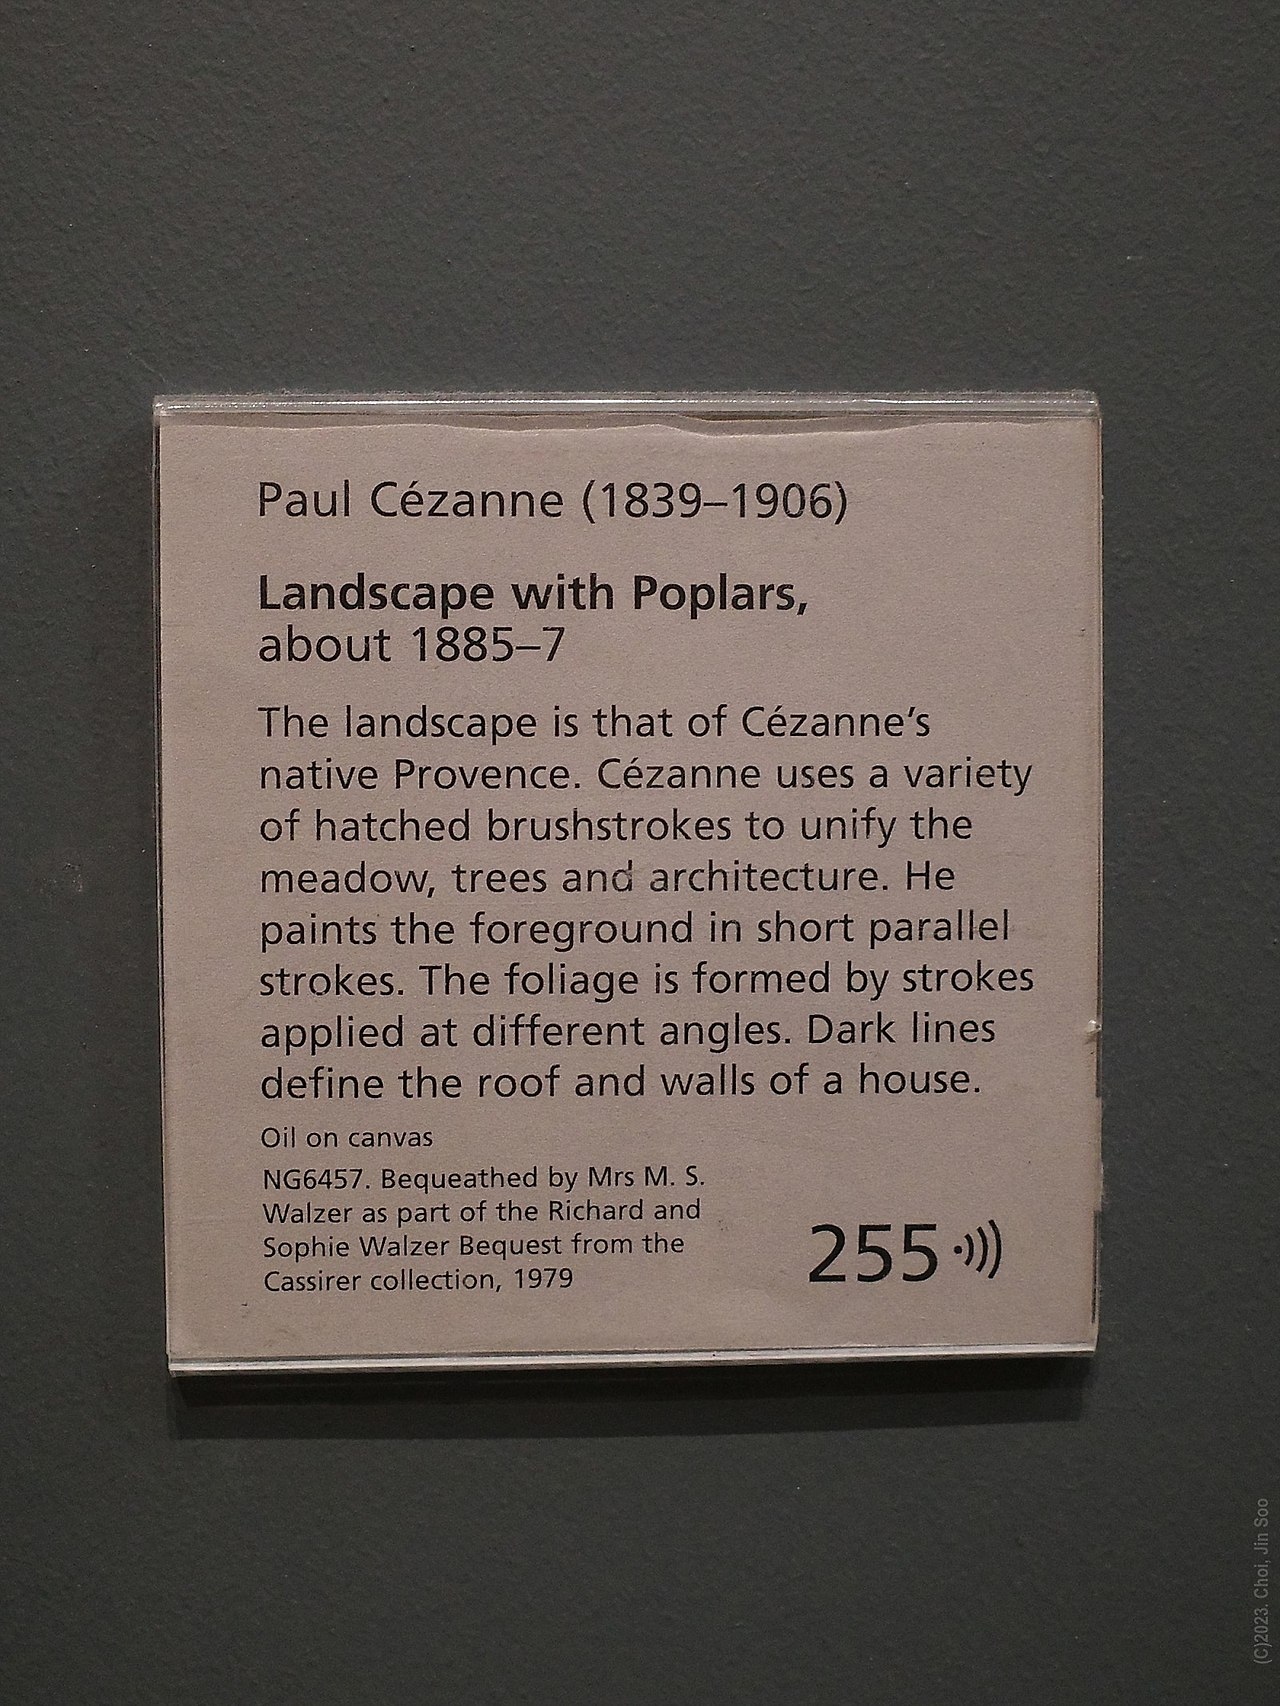 Paul Cézanne (1839–1906)
Landscape with Poplars,
about 1885–7
The landscape is that of Cézanne’s
native Provence. Cézanne uses a variety
of hatched brushstrokes to unify the
meadow, trees and architecture. He
paints the foreground in short parallel
strokes. The foliage is formed by strokes
applied at different angles. Dark lines
define the roof and walls of a house.
Oil on canvas
NG6457. Bequeathed by Mrs M. S.
Walzer as part of the Richard and
Sophie Walzer Bequest from the
Cassirer collection, 1979
255
(C)2023. Choi, Jin Soo